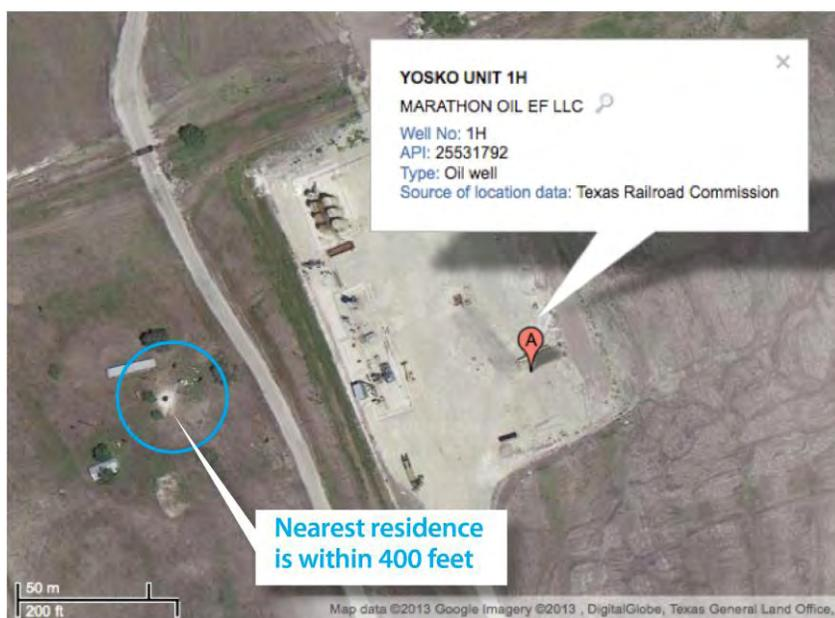 YOSKO UNIT 1H
MARATHON OIL EF LLC
Well No: 1H
API: 25531792
Type: Oil well
Source of location data: Texas Railroad Commission
A
Nearest residence
is within 400 feet
50 m
200 ft
Map data ©2013 Google Imagery ©2013 , DigitalGlobe, Texas General Land Office,